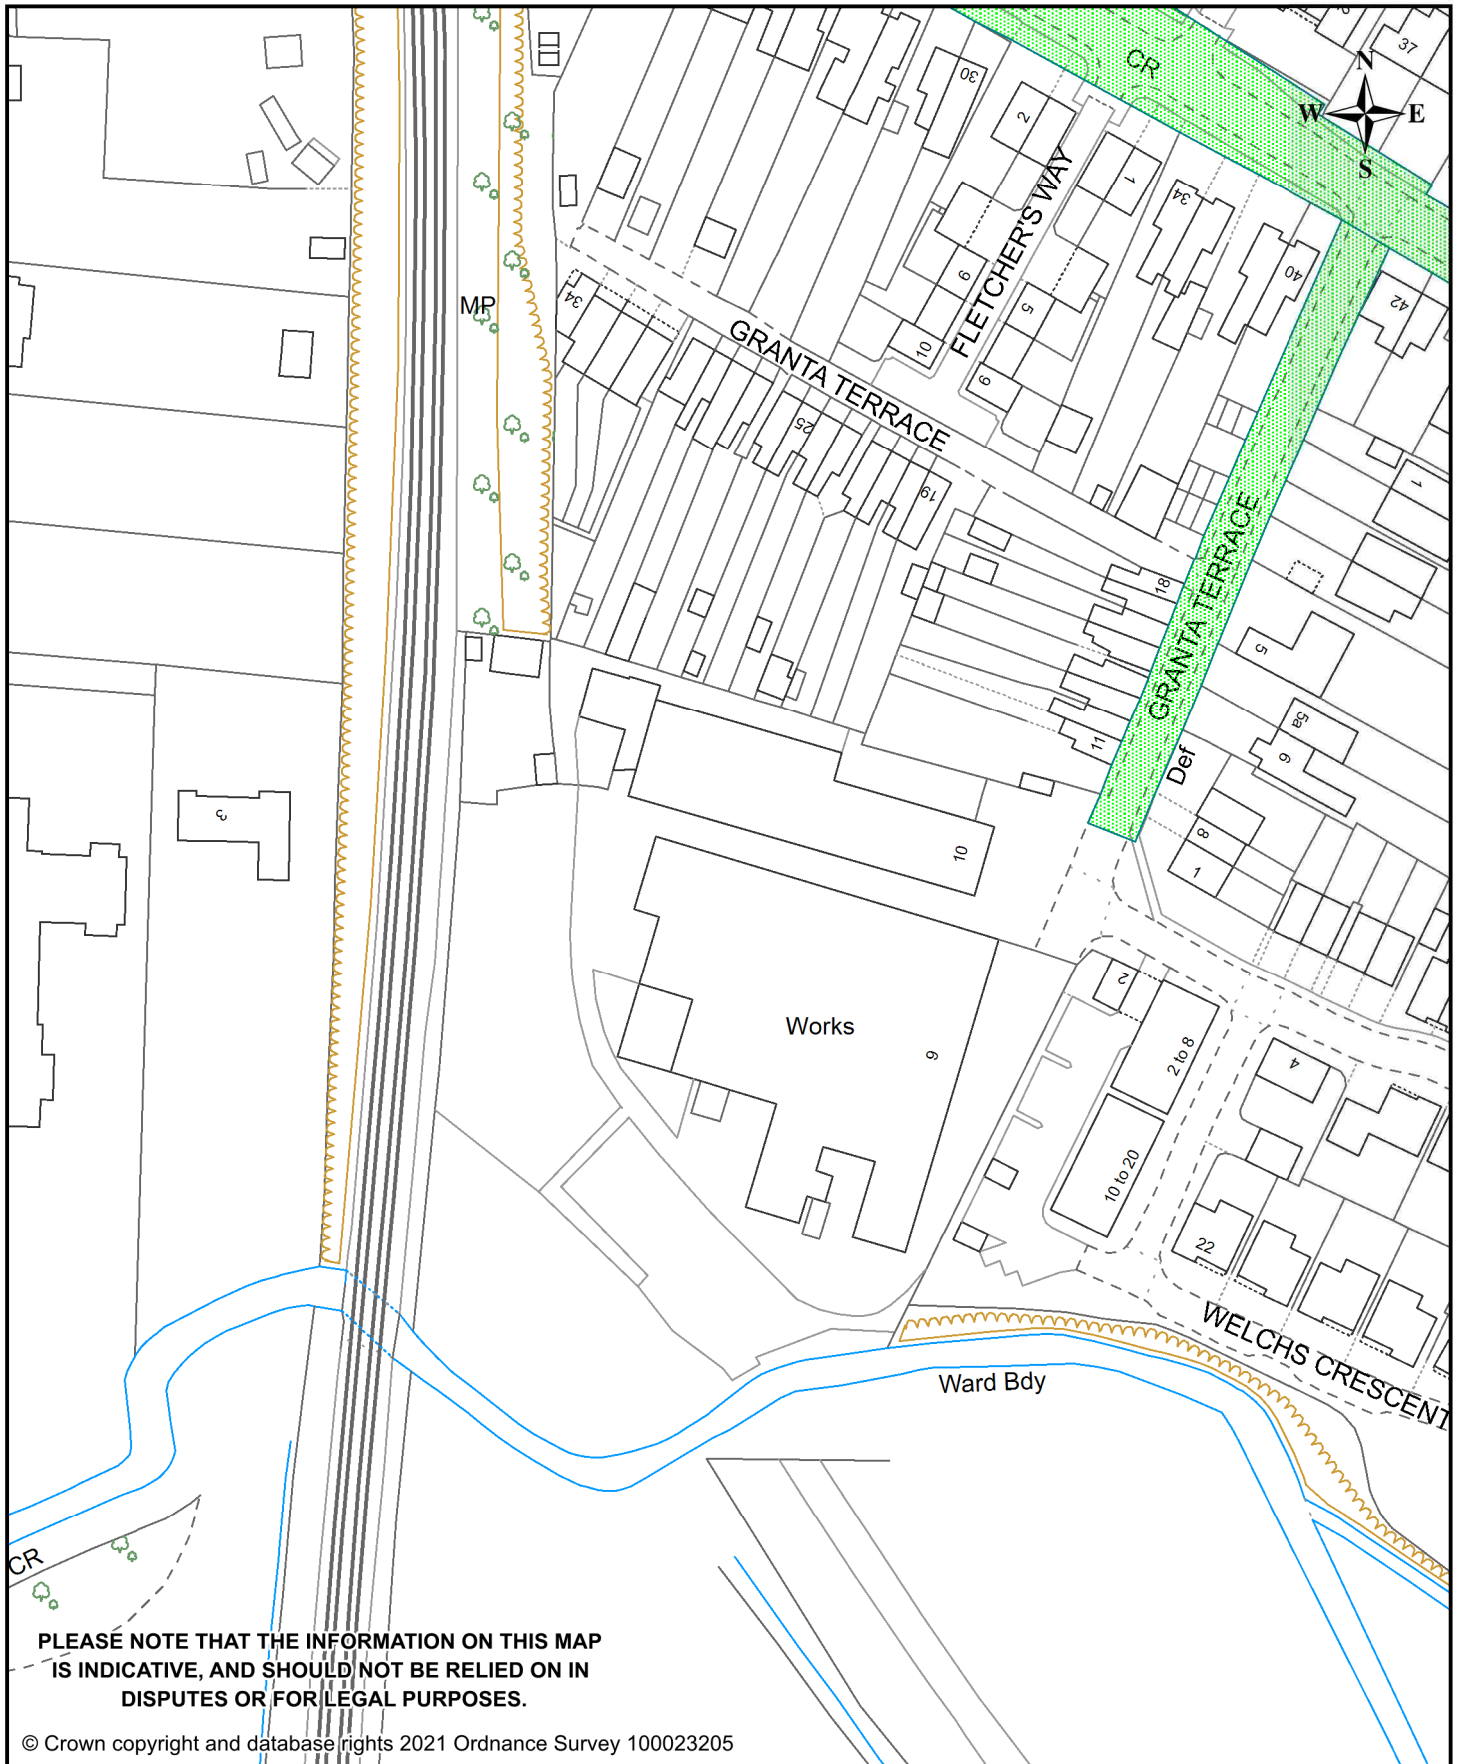 37
N
W E
S
CR
30
2
1
34
40
42
FLETCHER'S WAY
6
5
10
6
MP
34
GRANTA TERRACE
25
19
1
18
GRANTA TERRACE
5
5a
6
11
Def
8
1
3
10
2
Works
9
2 to 8
4
10 to 20
22
WELCHS CRESCENT
Ward Bdy
CR
PLEASE NOTE THAT THE INFORMATION ON THIS MAP
IS INDICATIVE, AND SHOULD NOT BE RELIED ON IN
DISPUTES OR FOR LEGAL PURPOSES.
© Crown copyright and database rights 2021 Ordnance Survey 100023205